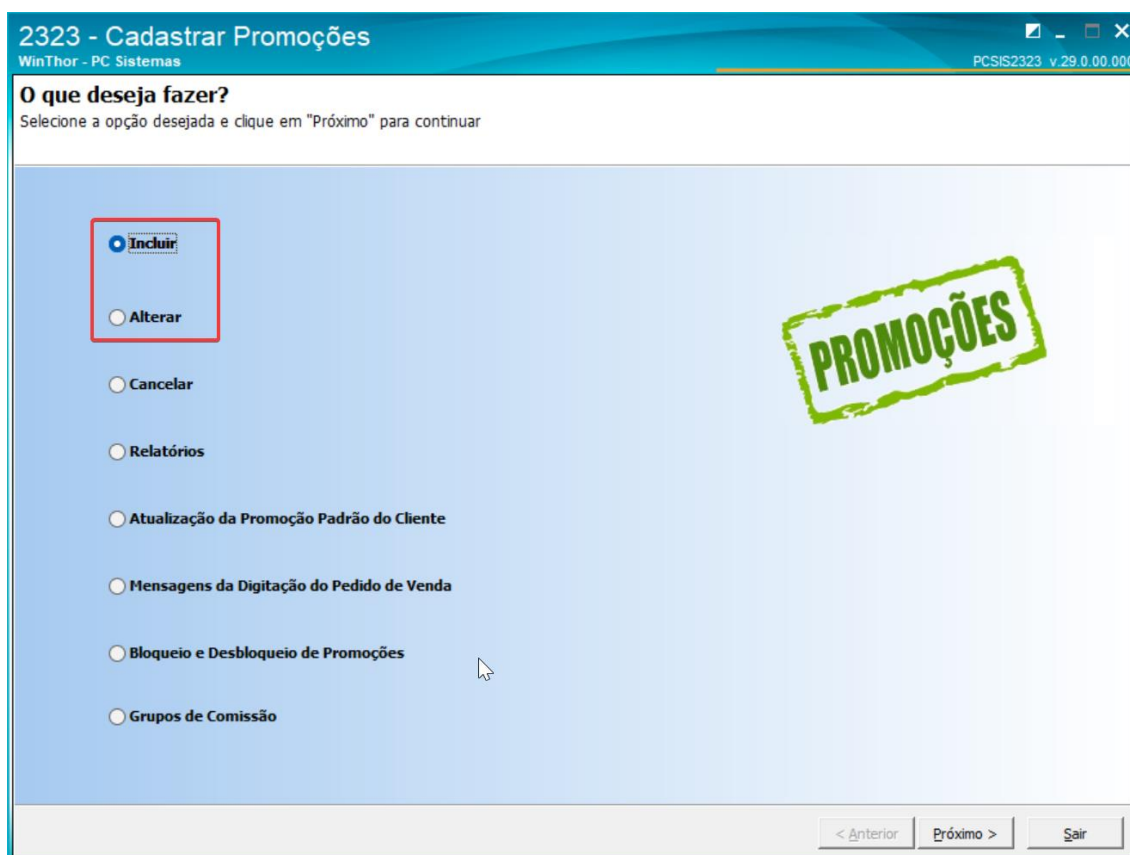 2323 - Cadastrar Promoções
WinThor - PC Sistemas
PCSIS2323 v.29.0.00.000
O que deseja fazer?
Selecione a opção desejada e clique em "Próximo" para continuar
Incluir
Alterar
PROMOÇÕES
Cancelar
Relatórios
Atualização da Promoção Padrão do Cliente
Mensagens da Digitação do Pedido de Venda
Bloqueio e Desbloqueio de Promoções
Grupos de Comissão
< Anterior
Próximo >
Sair